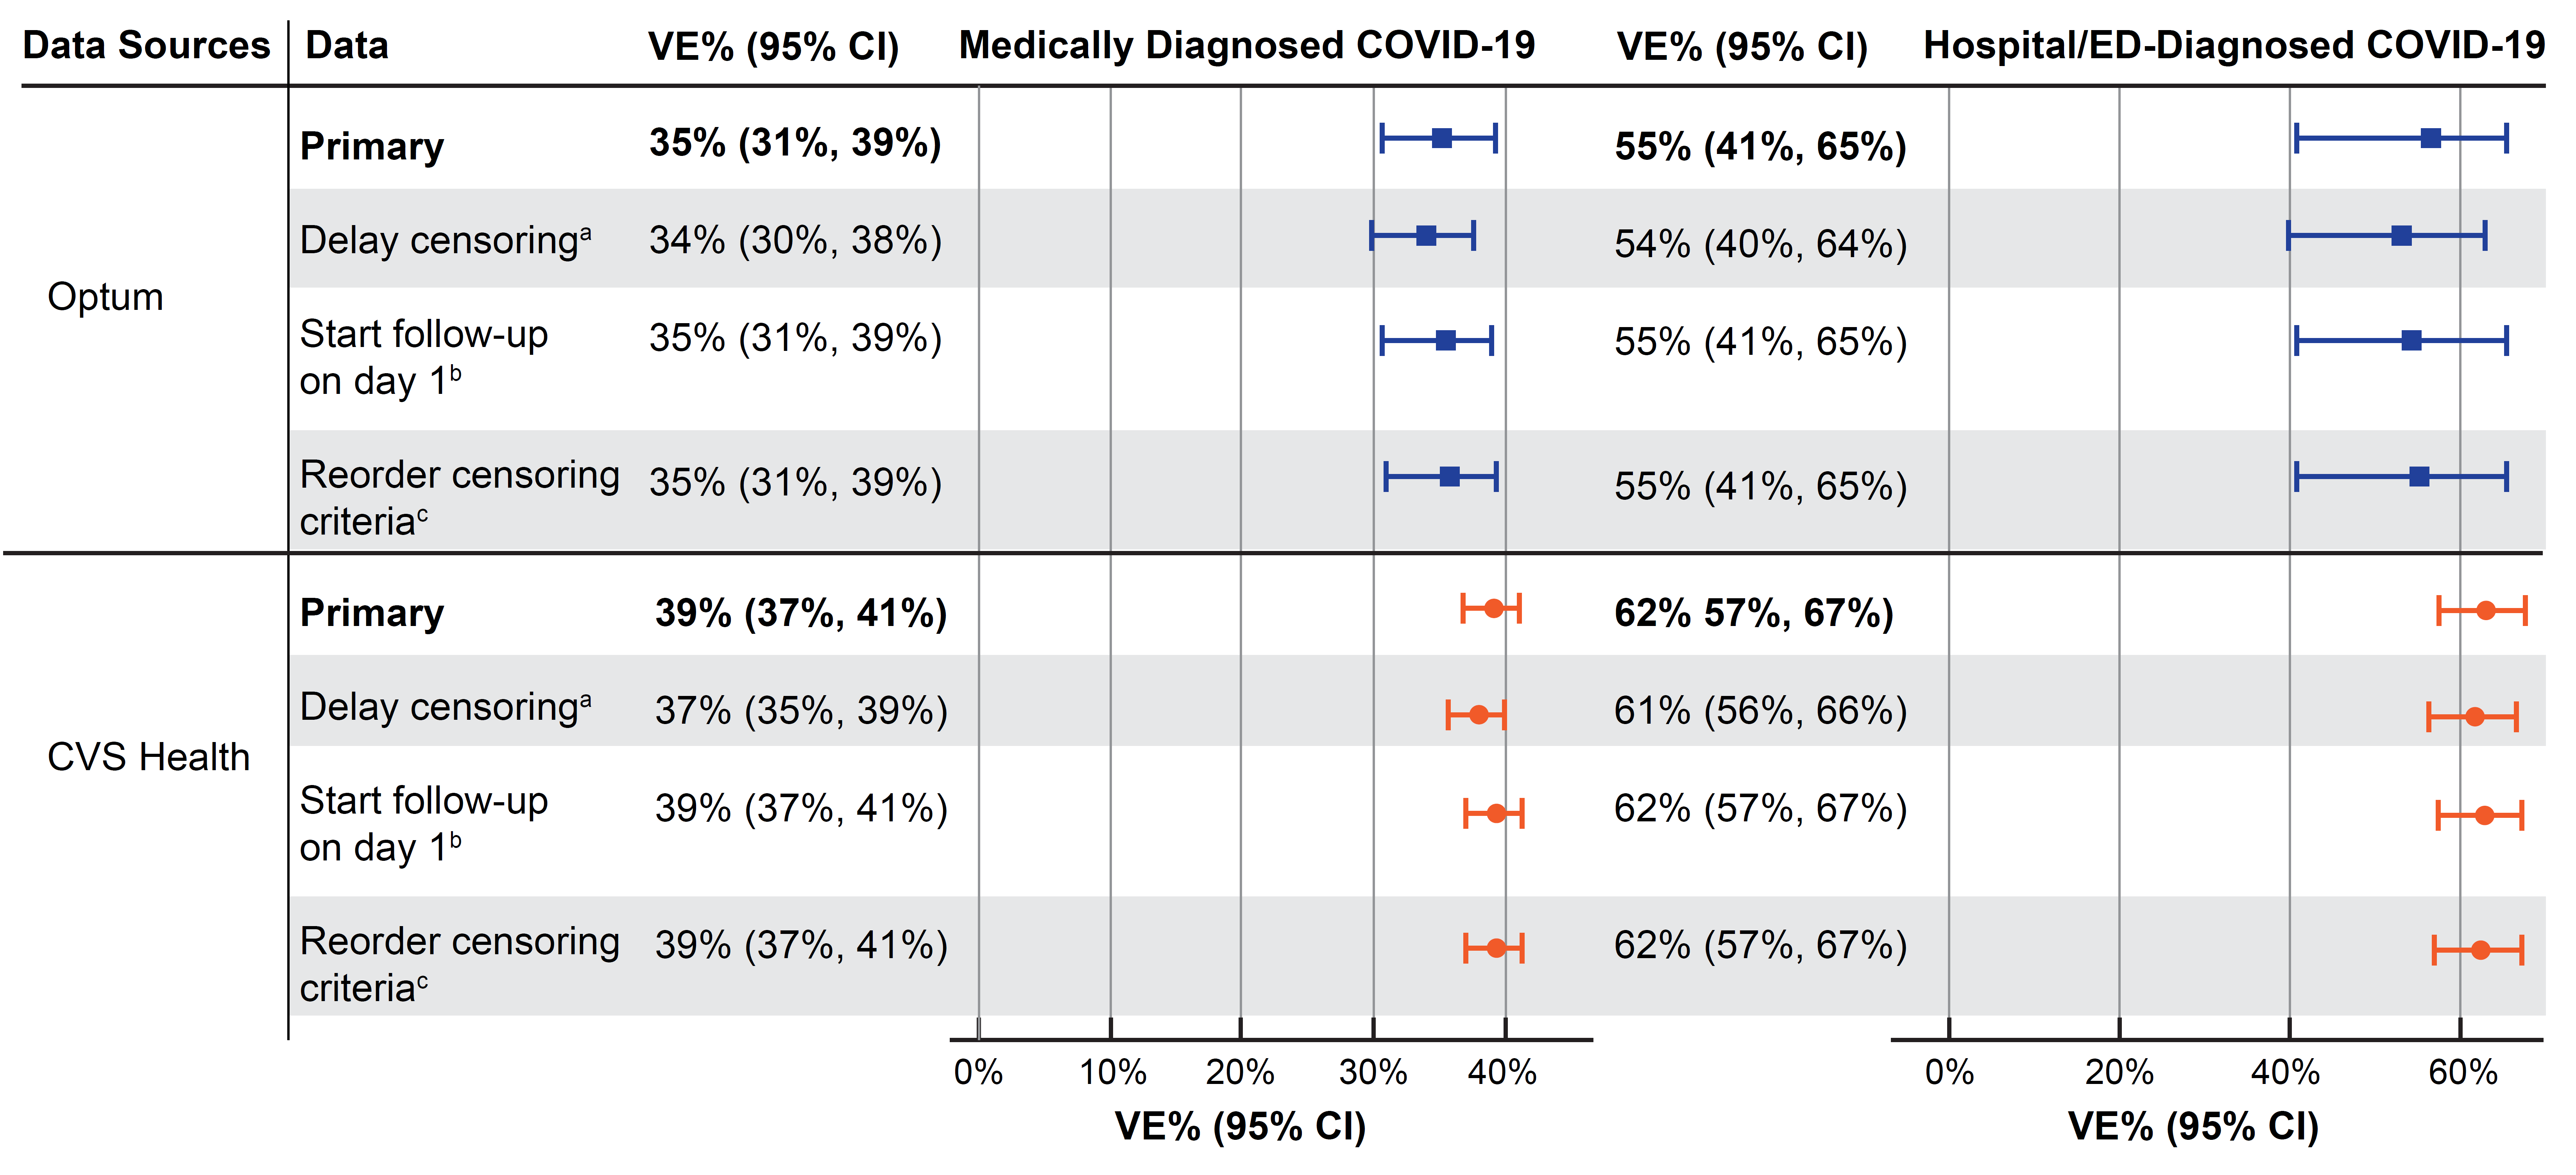 Data Sources Data VE% (95% CI) Medically Diagnosed COVID-19 VE% (95% CI) Hospital/ED-Diagnosed COVID-19
Optum
Primary 35% (31%, 39%) 55% (41%, 65%)
Delay censoringᵃ 34% (30%, 38%) 54% (40%, 64%)
Start follow-up
on day 1ᵇ 35% (31%, 39%) 55% (41%, 65%)
Reorder censoring
criteriaᶜ 35% (31%, 39%) 55% (41%, 65%)
CVS Health
Primary 39% (37%, 41%) 62% 57%, 67%)
Delay censoringᵃ 37% (35%, 39%) 61% (56%, 66%)
Start follow-up
on day 1ᵇ 39% (37%, 41%) 62% (57%, 67%)
Reorder censoring
criteriaᶜ 39% (37%, 41%) 62% (57%, 67%)
0% 10% 20% 30% 40% 0% 20% 40% 60%
VE% (95% CI) VE% (95% CI)